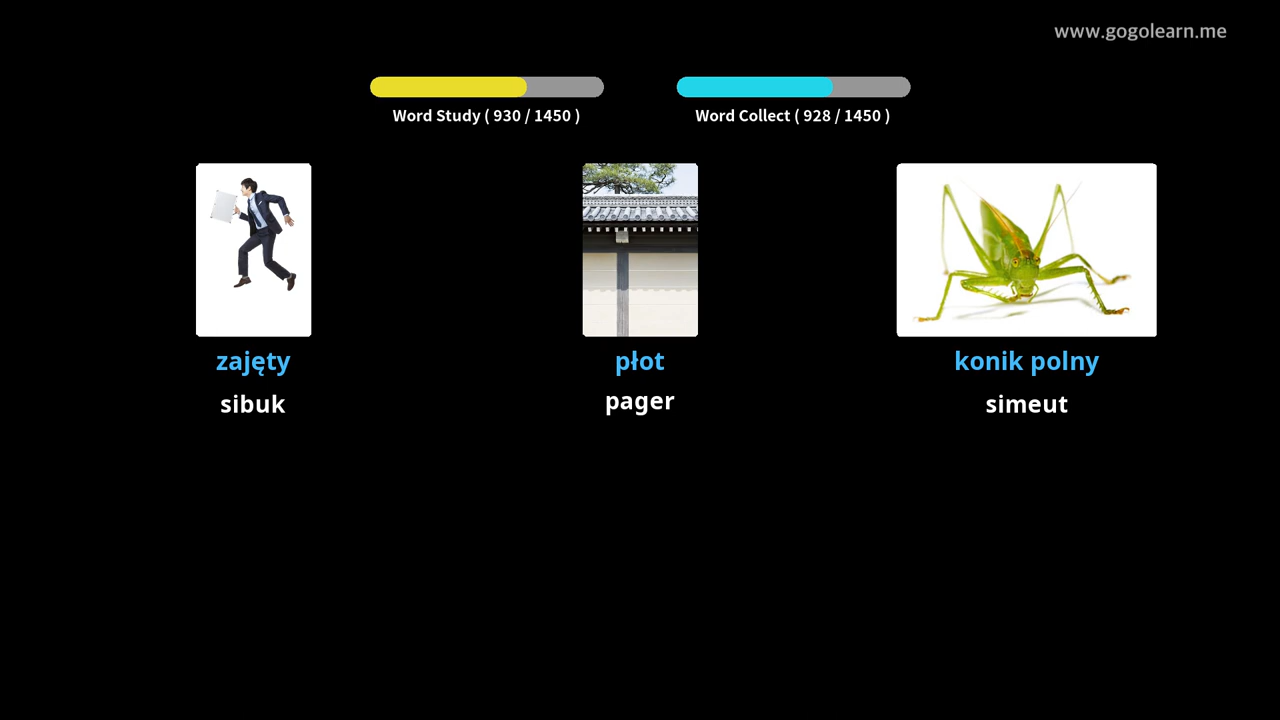 www.gogolearn.me
Word Study ( 930 / 1450 )
Word Collect ( 928 / 1450 )
zajęty
sibuk
płot
pager
konik polny
simeut